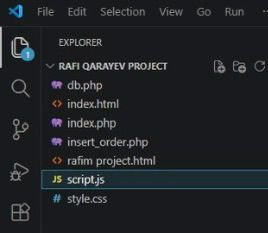 File Edit Selection View Go Run ...
EXPLORER
RAFI QARAYEV PROJECT
db.php
index.html
index.php
insert_order.php
rafim project.html
JS script.js
# style.css
1